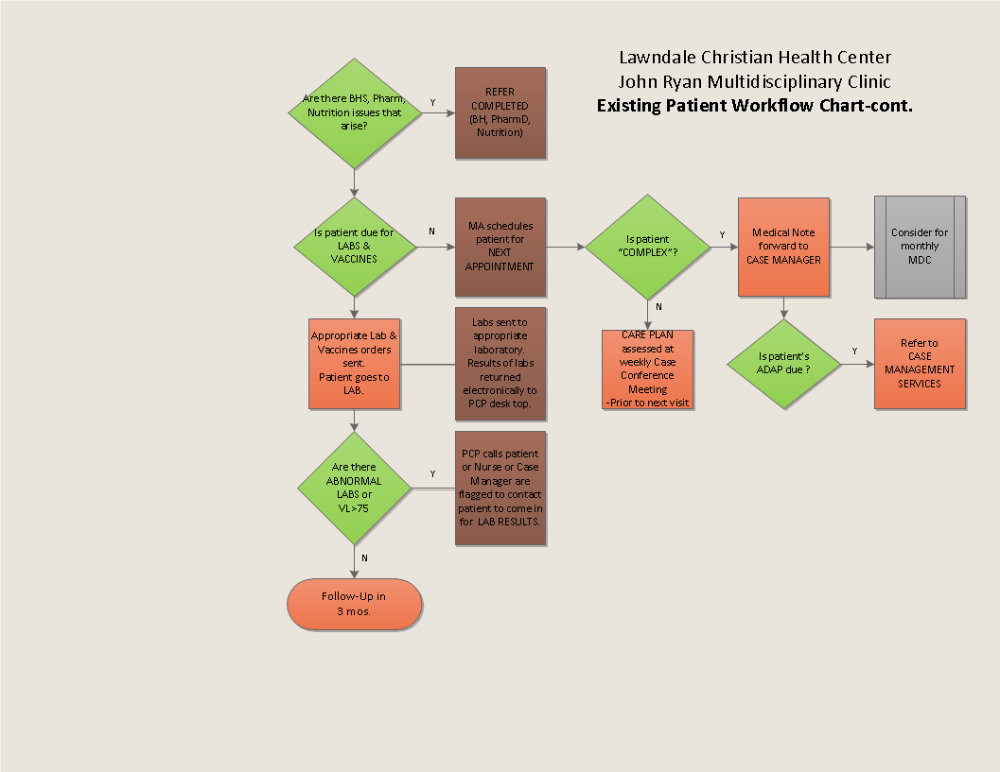 Lawndale Christian Health Center
John Ryan Multidisciplinary Clinic
Existing Patient Workflow Chart-cont.
Are there BHS, Pharm,
Nutrition issues that
arise?
Y
REFER
COMPLETED
(BH, PharmD,
Nutrition)
Is patient due for
LABS &
VACCINES
N
MA schedules
patient for
NEXT
APPOINTMENT
Is patient
"COMPLEX"?
Y
Medical Note
forward to
CASE MANAGER
Consider for
monthly
MDC
N
Appropriate Lab &
Vaccines orders
sent.
Patient goes to
LAB.
Labs sent to
appropriate
laboratory.
Results of labs
returned
electronically to
PCP desk top.
CARE PLAN
assessed at
weekly Case
Conference
Meeting
-Prior to next visit
Is patient's
ADAP due ?
Y
Refer to
CASE
MANAGEMENT
SERVICES
Are there
ABNORMAL
LABS or
VL>75
Y
PCP calls patient
or Nurse or Case
Manager are
flagged to contact
patient to come in
for LAB RESULTS.
N
Follow-Up in
3 mos.